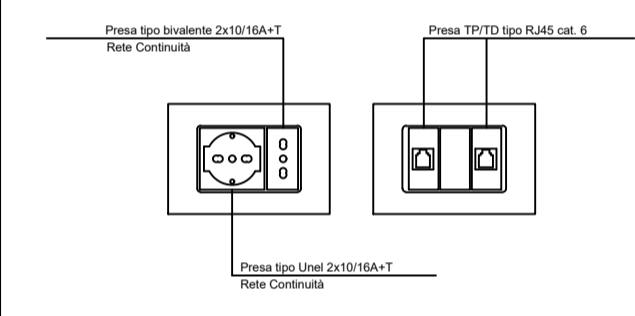 Presa tipo bivalente 2x10/16A+T
Rete Continuità
Presa TP/TD tipo RJ45 cat. 6
Presa tipo Unel 2x10/16A+T
Rete Continuità